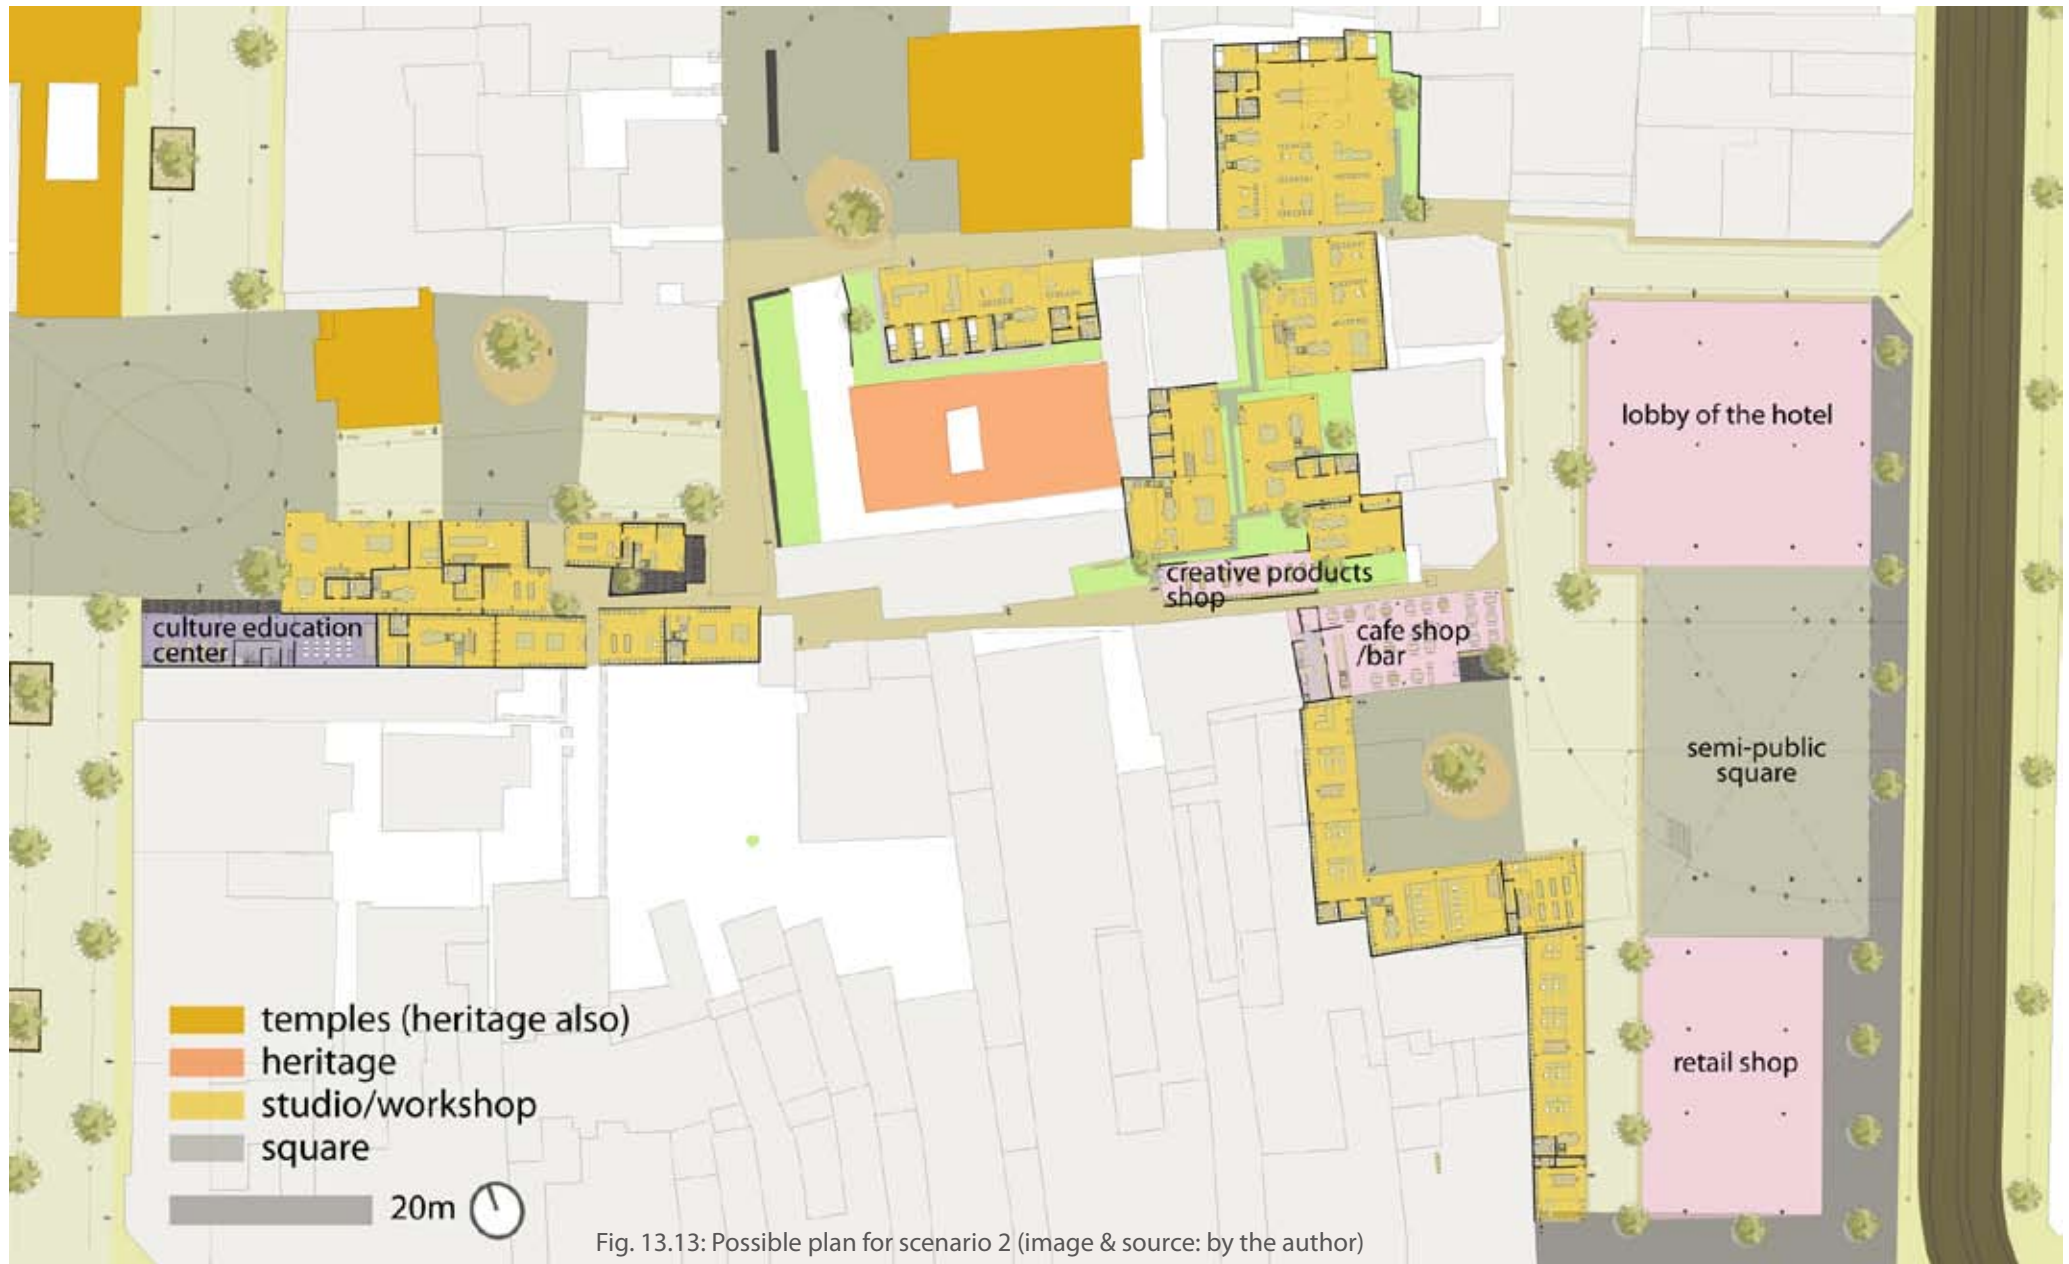 lobby of the hotel
creative products
shop
culture education
center
cafe shop
/bar
semi-public
square
retail shop
temples (heritage also)
heritage
studio/workshop
square
20m
Fig. 13.13: Possible plan for scenario 2 (image & source: by the author)